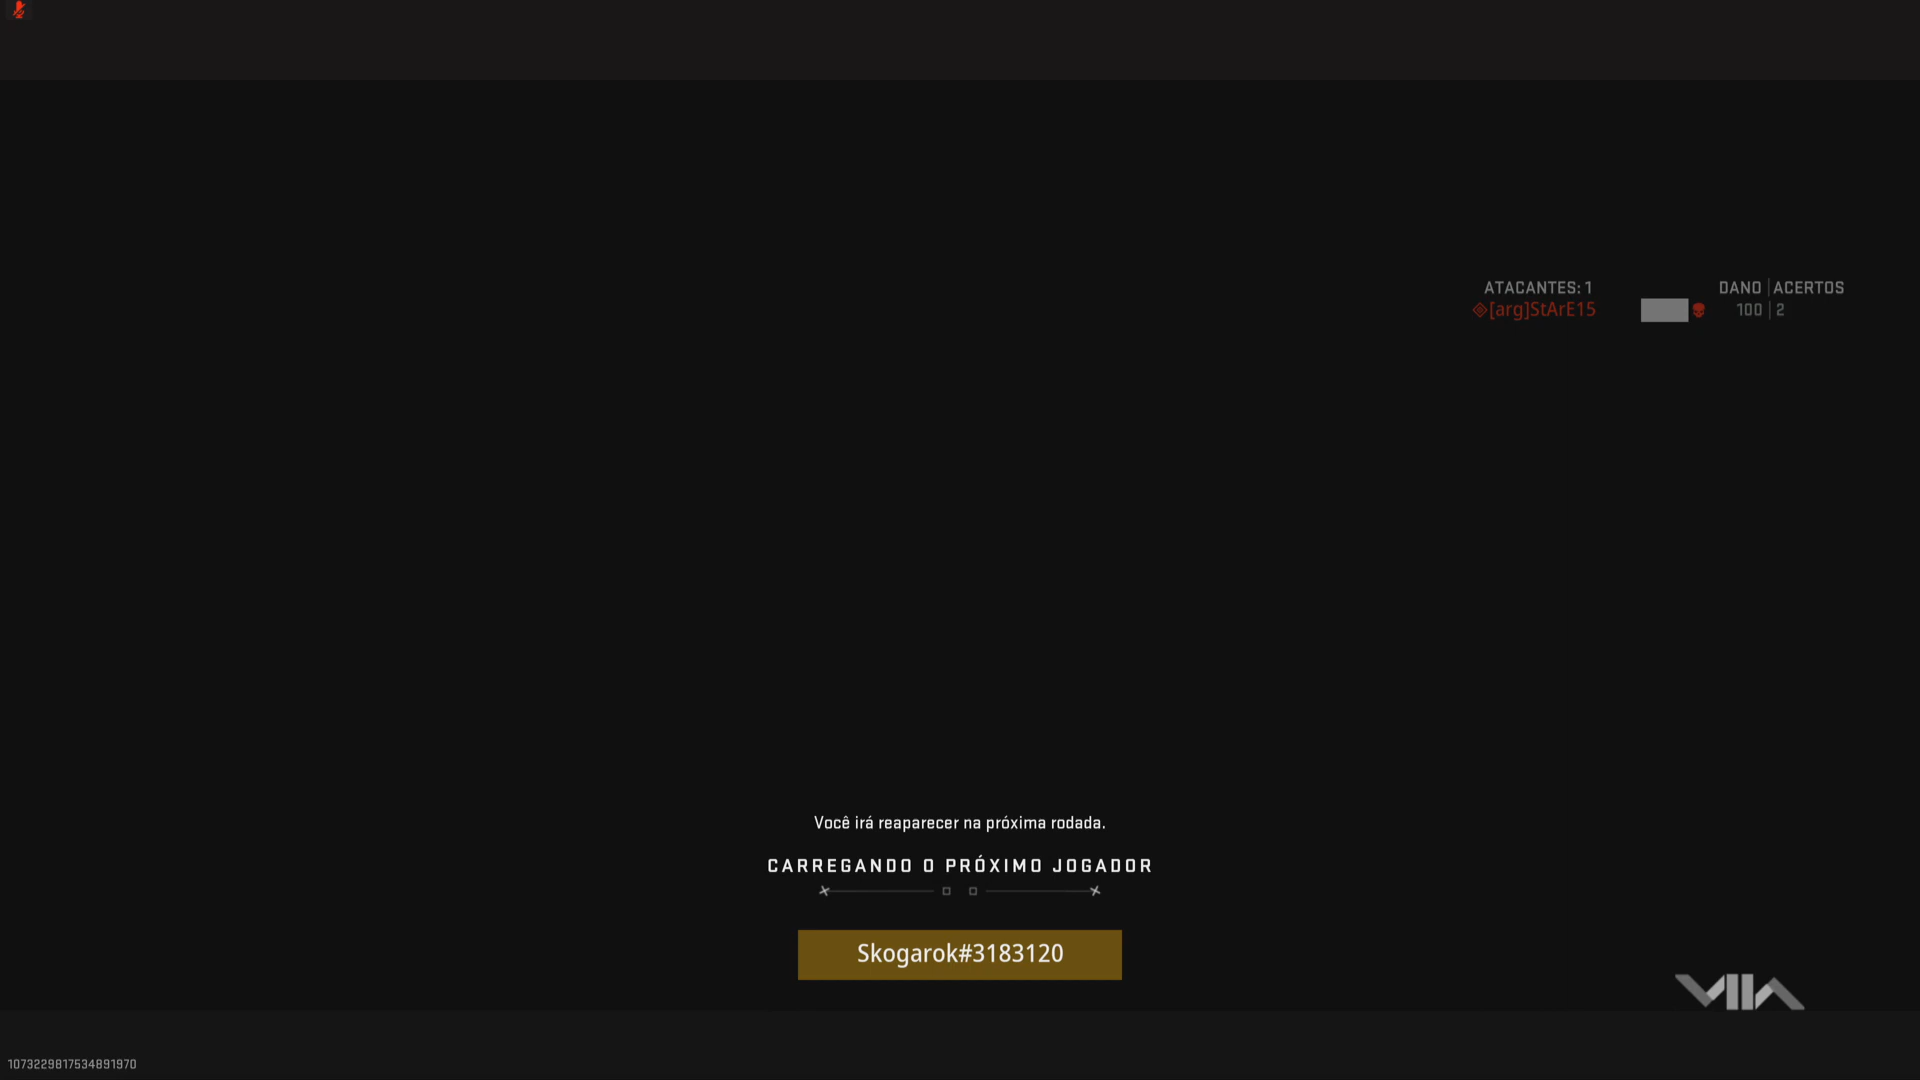 ATACANTES: 1
DANO | ACERTOS
[arg]StArE15
100 | 2
Você irá reaparecer na próxima rodada.
CARREGANDO O PRÓXIMO JOGADOR
Skogarok#3183120
1073229817534891970